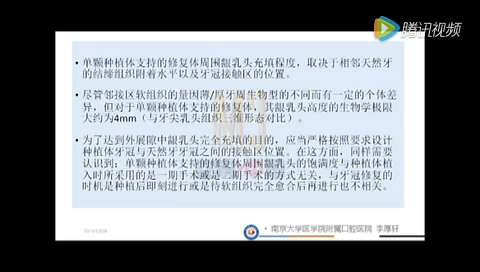 腾讯视频
• 单颗种植体支持的修复体周围龈乳头充填程度，取决于相邻天然牙
的结缔组织附着水平以及牙冠接触区的位置。
• 尽管邻接区软组织的量因薄/厚牙周生物型的不同而有一定的个体差
异，但对于单颗种植体支持的修复体，其龈乳头高度的生物学极限
大约为4mm（与牙尖乳头组织三维形态对比）。
• 为了达到外展隙中龈乳头完全充填的目的，应当严格按照要求设计
种植体牙冠与天然牙牙冠之间的接触区位置。在这方面，同样需要
认识到：单颗种植体支持的修复体周围龈乳头的饱满度与种植体植
入时所采用的是一期手术或是二期手术的方式无关，与牙冠修复的
时机是种植后即刻进行或是待软组织完全愈合后再进行也不相关。
• 南京大学医学院附属口腔医院 李厚轩